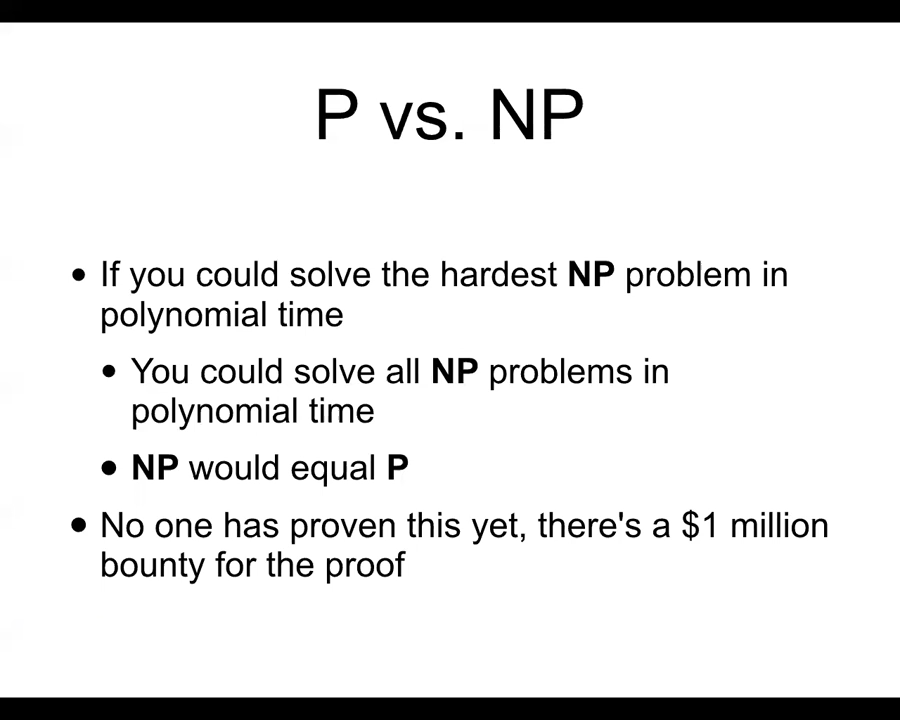 P vs. NP
• If you could solve the hardest NP problem in
polynomial time
• You could solve all NP problems in
polynomial time
• NP would equal P
• No one has proven this yet, there's a $1 million
bounty for the proof